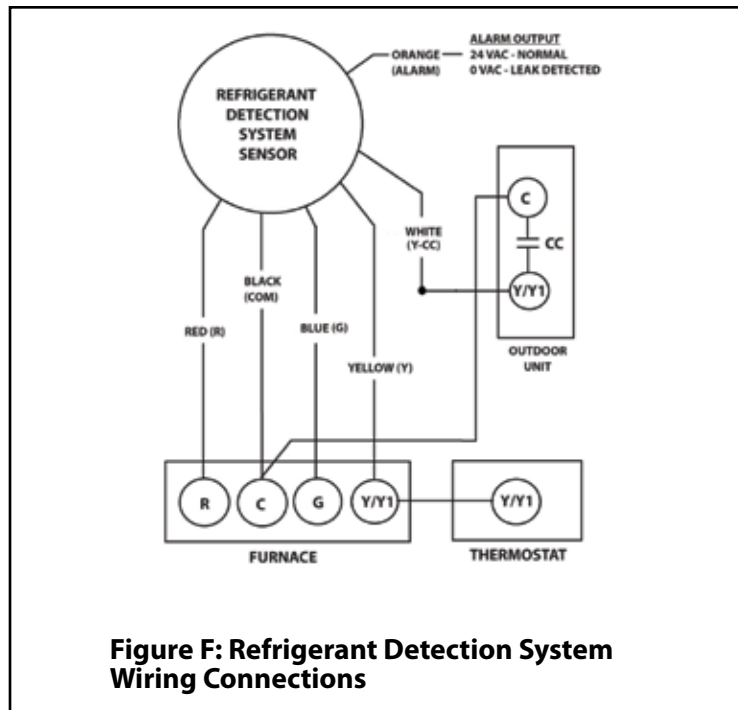 ALARM OUTPUT
ORANGE
(ALARM)
24 VAC - NORMAL
0 VAC - LEAK DETECTED
REFRIGERANT
DETECTION
SYSTEM
SENSOR
C
CC
WHITE
(Y-CC)
Y/Y1
OUTDOOR
UNIT
BLACK
(COM)
RED (R)
BLUE (G)
YELLOW (Y)
R
C
G
Y/Y1
Y/Y1
FURNACE
THERMOSTAT
Figure F: Refrigerant Detection System
Wiring Connections